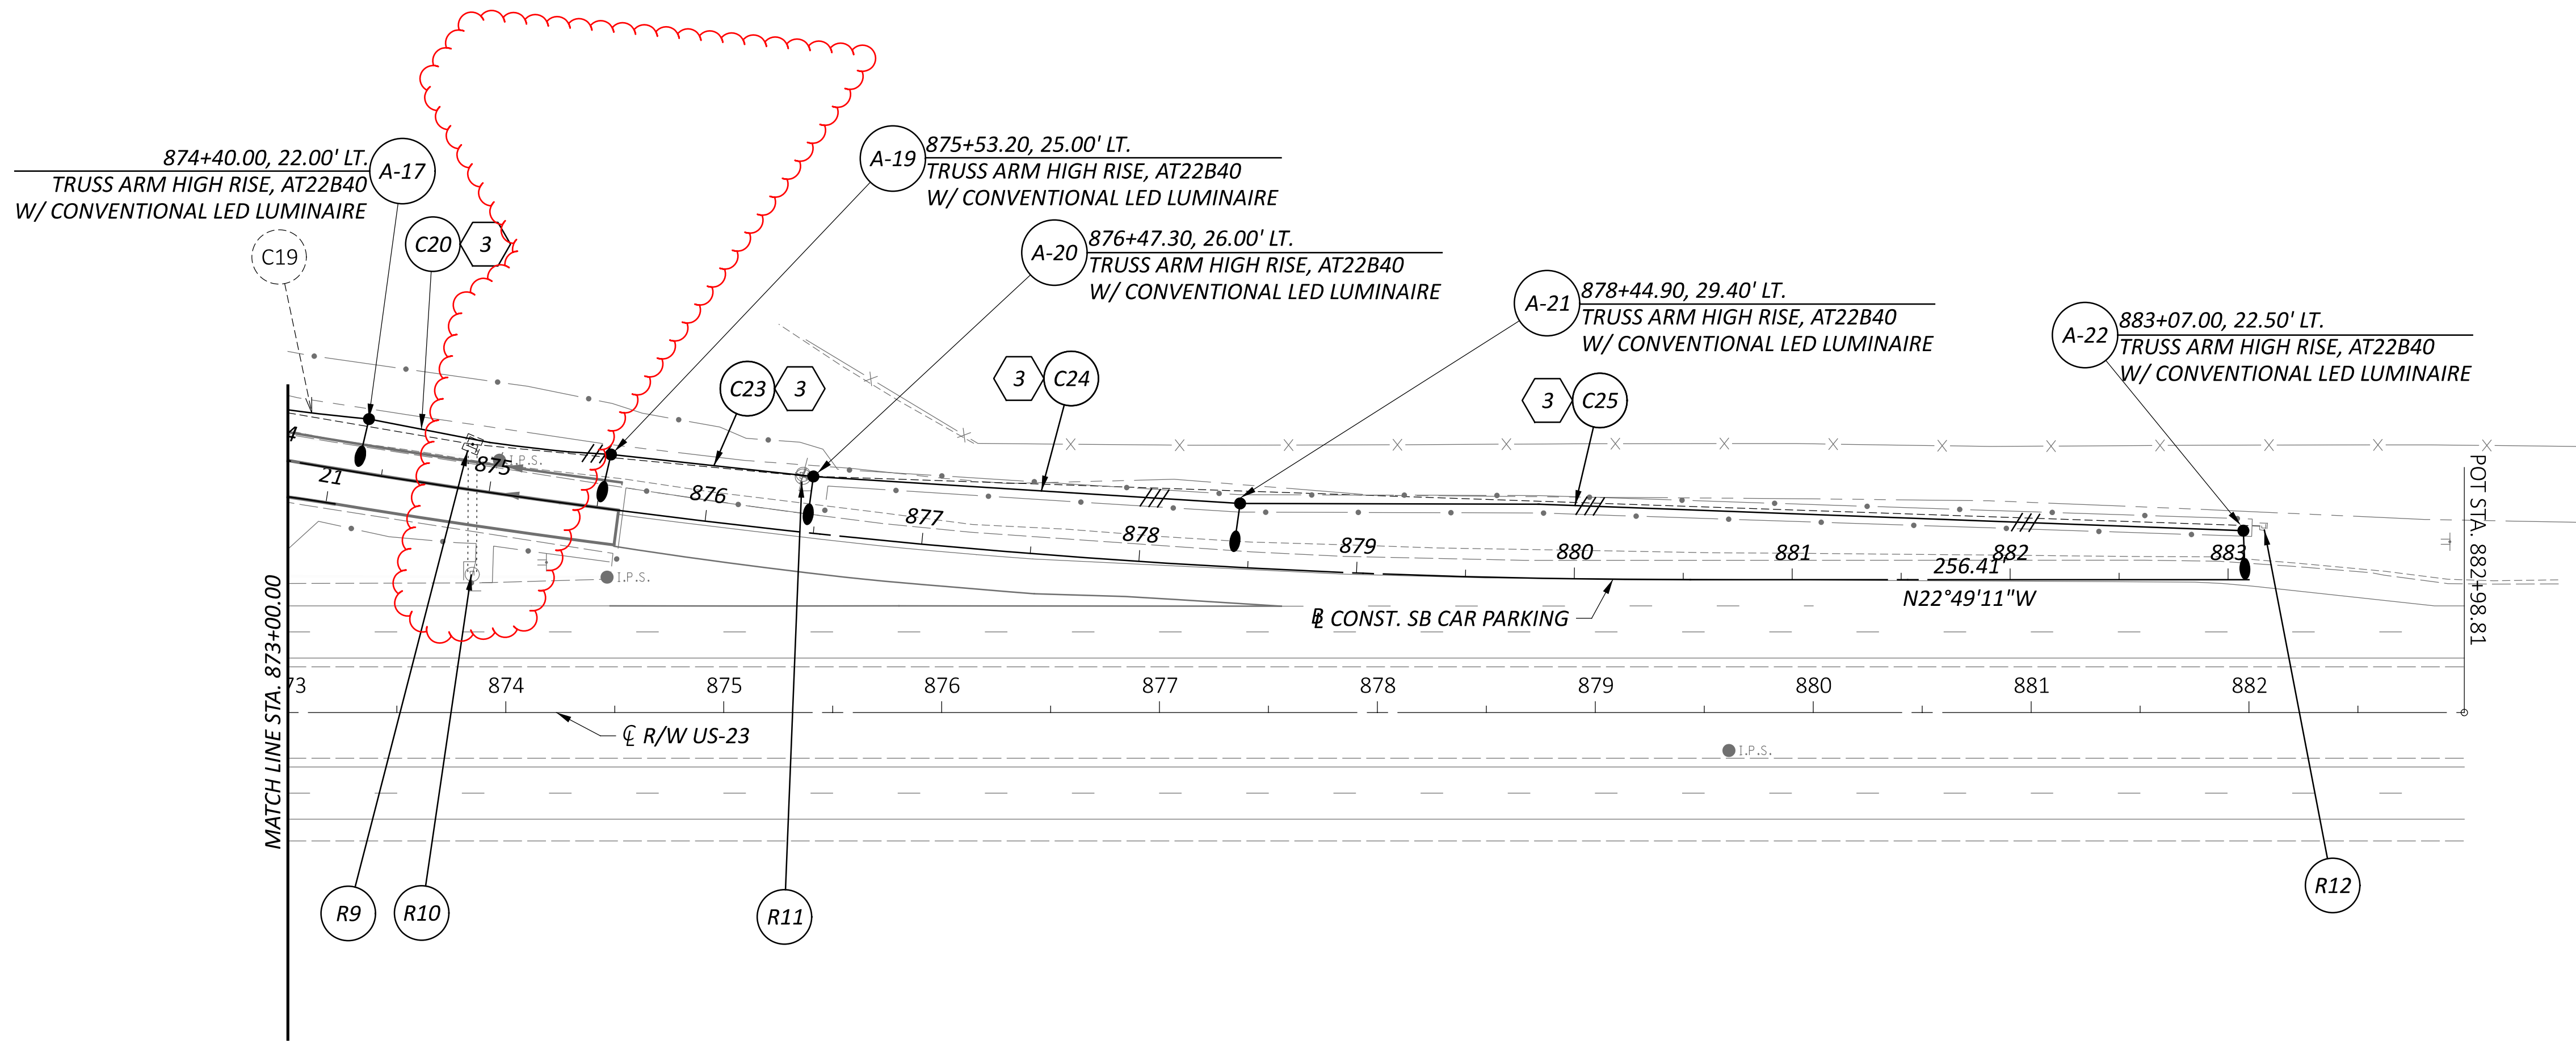 874+40.00, 22.00' LT.
TRUSS ARM HIGH RISE, AT22B40
W/ CONVENTIONAL LED LUMINAIRE
A-17
C20
3
C19
A-19
875+53.20, 25.00' LT.
TRUSS ARM HIGH RISE, AT22B40
W/ CONVENTIONAL LED LUMINAIRE
A-20
876+47.30, 26.00' LT.
TRUSS ARM HIGH RISE, AT22B40
W/ CONVENTIONAL LED LUMINAIRE
A-21
878+44.90, 29.40' LT.
TRUSS ARM HIGH RISE, AT22B40
W/ CONVENTIONAL LED LUMINAIRE
A-22
883+07.00, 22.50' LT.
TRUSS ARM HIGH RISE, AT22B40
W/ CONVENTIONAL LED LUMINAIRE
C23
3
3
C24
3
C25
X X X X X X X X X X X X X X X X
4
21
I.P.S.
875
876
877
878
879
880
881
882
883
256.41'
N22°49'11"W
I.P.S.
℄ CONST. SB CAR PARKING
POT STA. 882+98.81
MATCH LINE STA. 873+00.00
73 874 875 876 877 878 879 880 881 882
℄ R/W US-23
I.P.S.
R9
R10
R11
R12